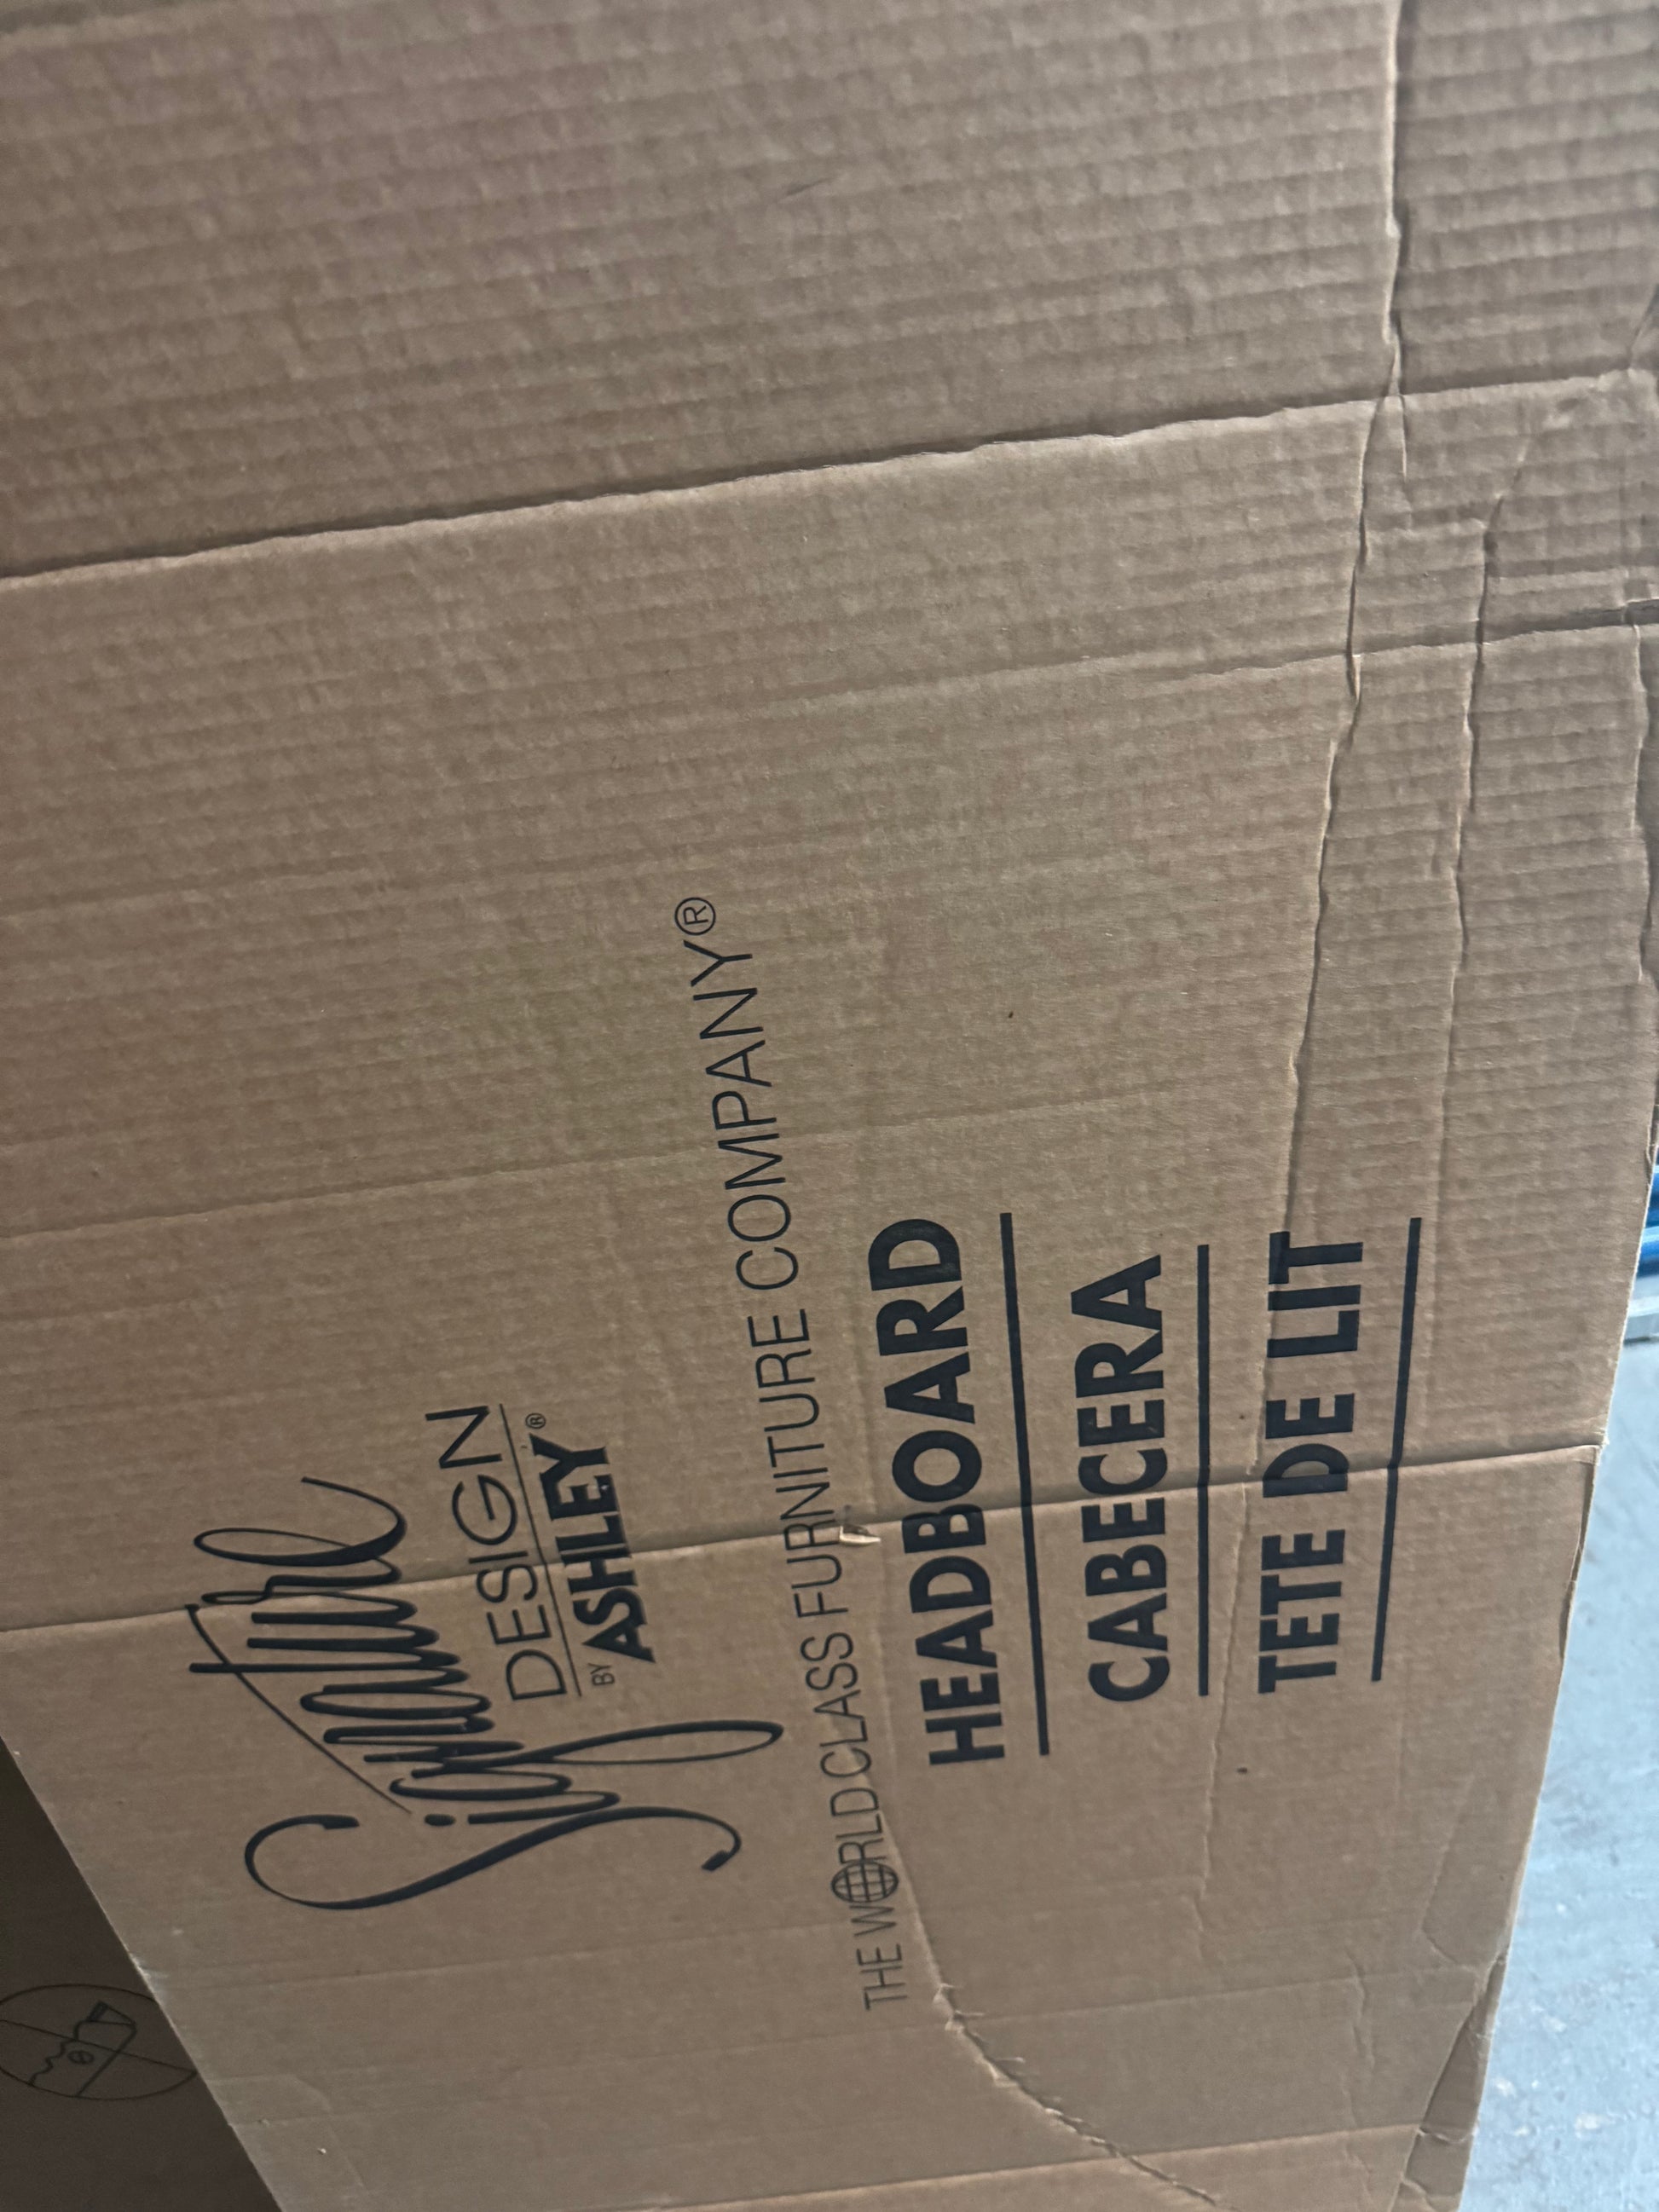 Signature
DESIGN
BY ASHLEY®
THE WORLD CLASS FURNITURE COMPANY®
HEADBOARD
CABECERA
TETE DE LIT